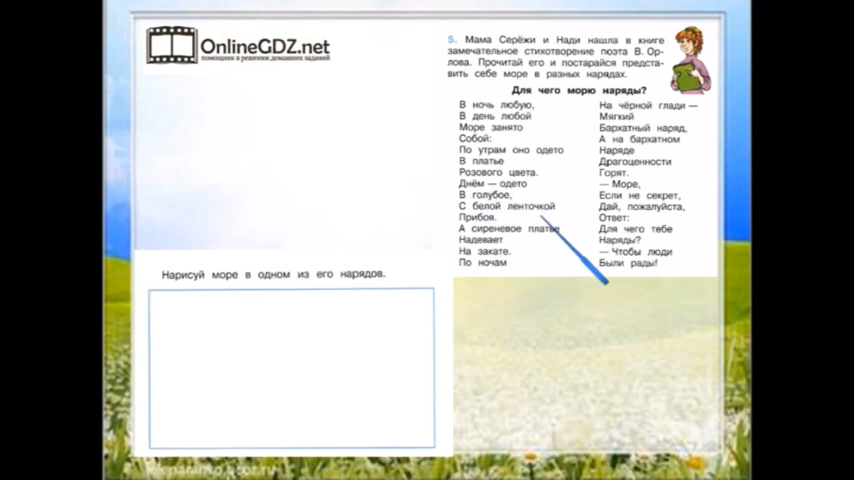 OnlineGDZ.net
помощник в решении домашних заданий
5. Мама Серёжи и Нади нашла в книге
замечательное стихотворение поэта В. Ор-
лова. Прочитай его и постарайся предста-
вить себе море в разных нарядах.
Для чего морю наряды?
В ночь любую,
В день любой
Море занято
Собой:
По утрам оно одето
В платье
Розового цвета.
Днём — одето
В голубое,
С белой ленточкой
Прибоя.
А сиреневое платье
Надевает
На закате.
По ночам
На чёрной глади —
Мягкий
Бархатный наряд,
А на бархатном
Наряде
Драгоценности
Горят.
— Море,
Если не секрет,
Дай, пожалуйста,
Ответ:
Для чего тебе
Наряды?
— Чтобы люди
Были рады!
Нарисуй море в одном из его нарядов.